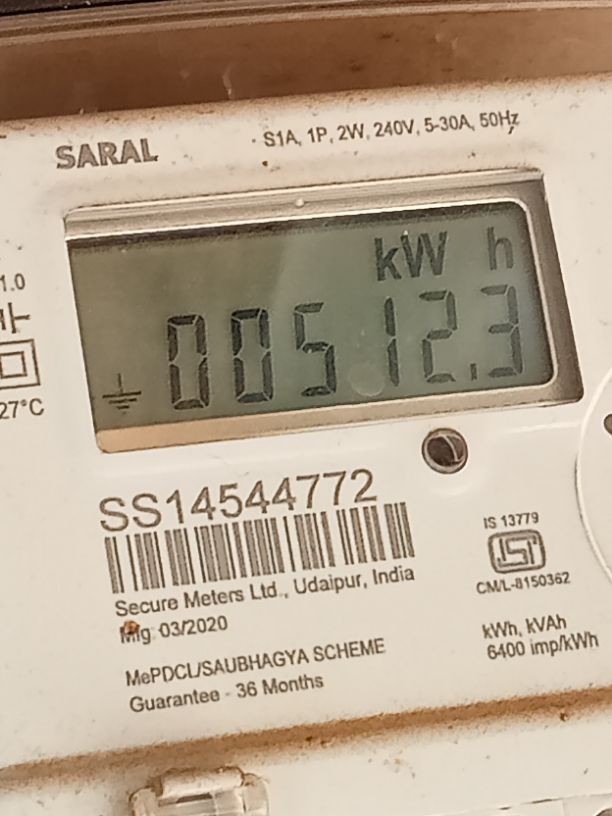 SARAL
S1A, 1P, 2W, 240V, 5-30A, 50Hz
kW h
00512.3
1.0
27°C
SS14544772
Secure Meters Ltd., Udaipur, India
Mfg: 03/2020
MePDCL/SAUBHAGYA SCHEME
Guarantee - 36 Months
IS 13779
ISI
CM/L-8150362
kWh, kVAh
6400 imp/kWh